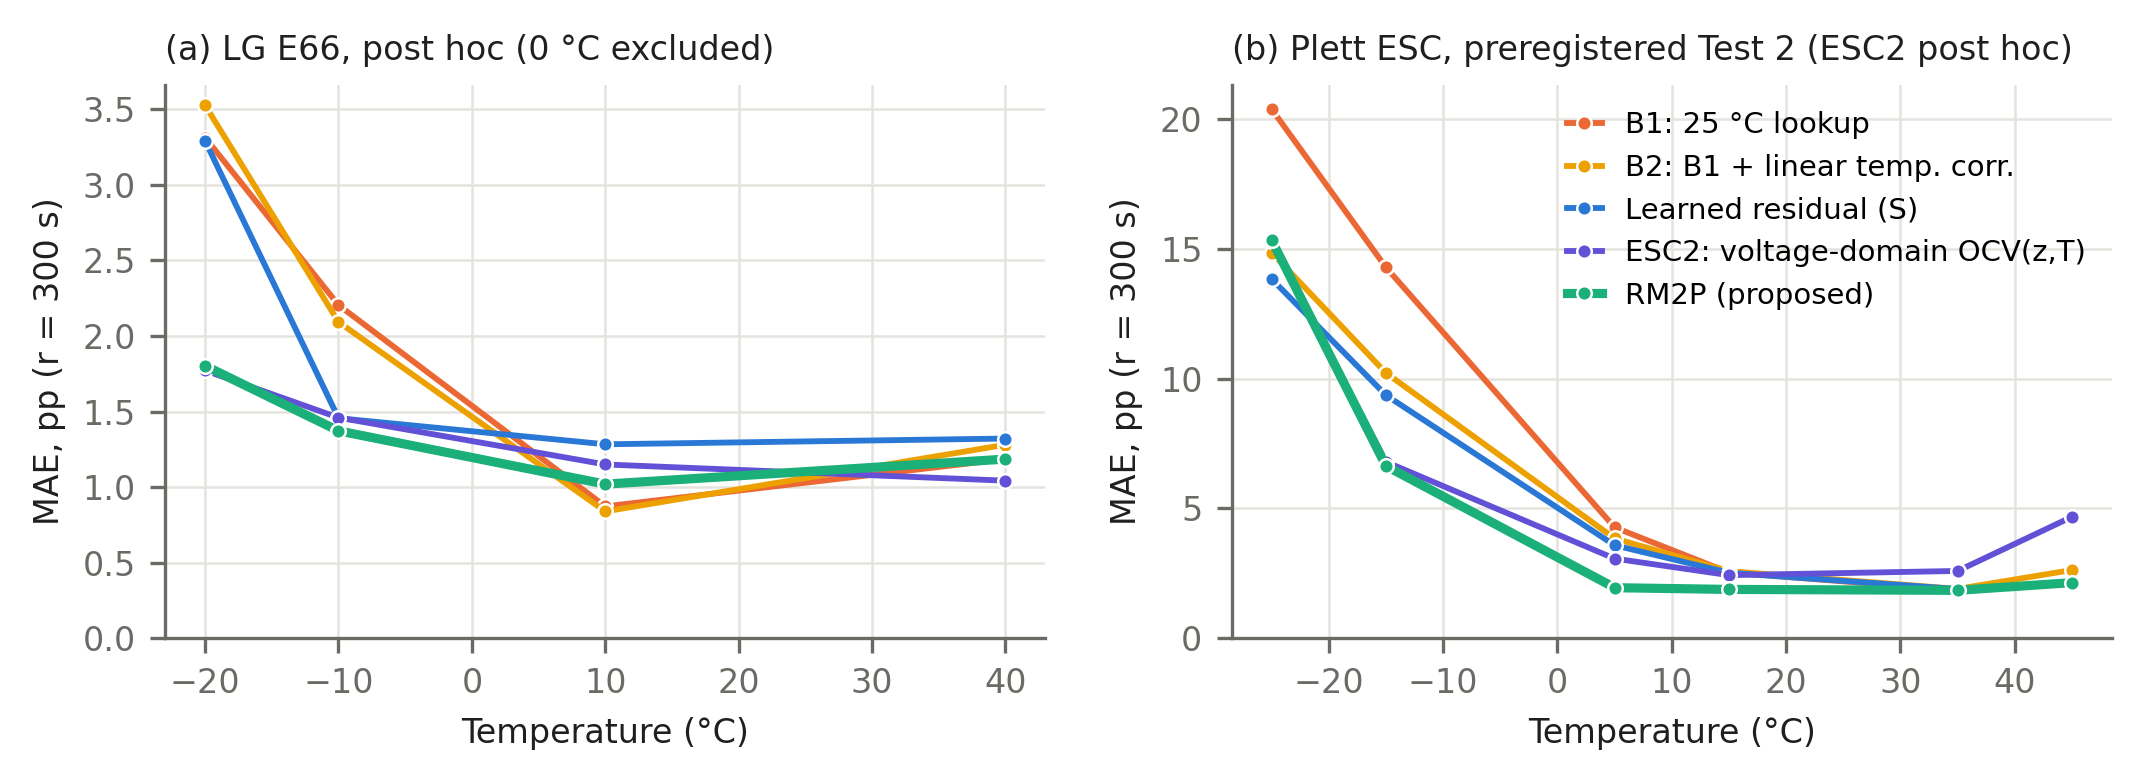 (a) LG E66, post hoc (0 °C excluded)
MAE, pp (r = 300 s)
3.5
3.0
2.5
2.0
1.5
1.0
0.5
0.0
−20 −10 0 10 20 30 40
Temperature (°C)
(b) Plett ESC, preregistered Test 2 (ESC2 post hoc)
MAE, pp (r = 300 s)
20
15
10
5
0
B1: 25 °C lookup
B2: B1 + linear temp. corr.
Learned residual (S)
ESC2: voltage-domain OCV(z,T)
RM2P (proposed)
−20 −10 0 10 20 30 40
Temperature (°C)